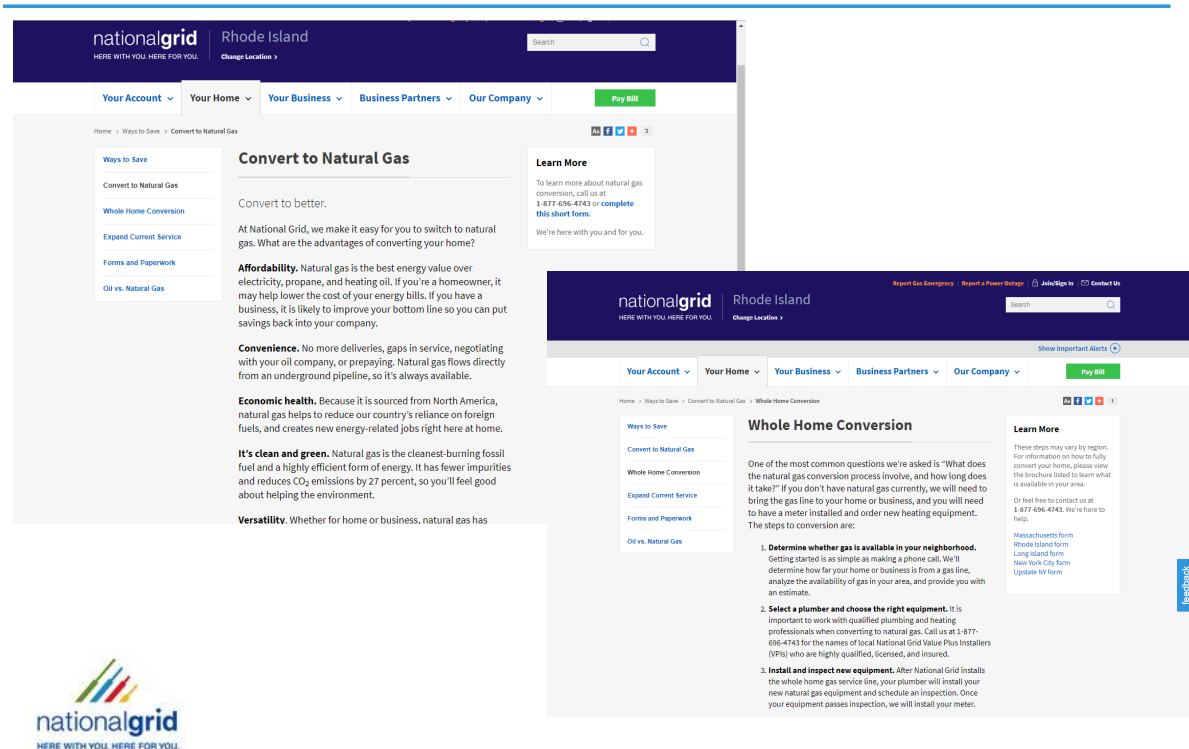 nationalgrid
HERE WITH YOU. HERE FOR YOU.
Rhode Island
Change Location >
Search
Your Account
Your Home
Your Business
Business Partners
Our Company
Pay Bill
Home > Ways to Save > Convert to Natural Gas
3
Ways to Save
Convert to Natural Gas
Whole Home Conversion
Expand Current Service
Forms and Paperwork
Oil vs. Natural Gas
Convert to Natural Gas
Convert to better.
At National Grid, we make it easy for you to switch to natural
gas. What are the advantages of converting your home?
Affordability. Natural gas is the best energy value over
electricity, propane, and heating oil. If you're a homeowner, it
may help lower the cost of your energy bills. If you have a
business, it is likely to improve your bottom line so you can put
savings back into your company.
Convenience. No more deliveries, gaps in service, negotiating
with your oil company, or prepaying. Natural gas flows directly
from an underground pipeline, so it's always available.
Economic health. Because it is sourced from North America,
natural gas helps to reduce our country's reliance on foreign
fuels, and creates new energy-related jobs right here at home.
It's clean and green. Natural gas is the cleanest-burning fossil
fuel and a highly efficient form of energy. It has fewer impurities
and reduces CO₂ emissions by 27 percent, so you'll feel good
about helping the environment.
Versatility. Whether for home or business, natural gas has
Learn More
To learn more about natural gas
conversion, call us at
1-877-696-4743 or complete
this short form.
We're here with you and for you.
Report Gas Emergency | Report a Power Outage | Join/Sign In | Contact Us
nationalgrid
HERE WITH YOU. HERE FOR YOU.
Rhode Island
Change Location >
Search
Show Important Alerts
Your Account
Your Home
Your Business
Business Partners
Our Company
Pay Bill
Home > Ways to Save > Convert to Natural Gas > Whole Home Conversion
1
Ways to Save
Convert to Natural Gas
Whole Home Conversion
Expand Current Service
Forms and Paperwork
Oil vs. Natural Gas
Whole Home Conversion
One of the most common questions we're asked is "What does
the natural gas conversion process involve, and how long does
it take?" If you don't have natural gas currently, we will need to
bring the gas line to your home or business, and you will need
to have a meter installed and order new heating equipment.
The steps to conversion are:
1. Determine whether gas is available in your neighborhood.
Getting started is as simple as making a phone call. We'll
determine how far your home or business is from a gas line,
analyze the availability of gas in your area, and provide you with
an estimate.
2. Select a plumber and choose the right equipment. It is
important to work with qualified plumbing and heating
professionals when converting to natural gas. Call us at 1-877-
696-4743 for the names of local National Grid Value Plus Installers
(VPIs) who are highly qualified, licensed, and insured.
3. Install and inspect new equipment. After National Grid installs
the whole home gas service line, your plumber will install your
new natural gas equipment and schedule an inspection. Once
your equipment passes inspection, we will install your meter.
Learn More
These steps may vary by region.
For information on how to fully
convert your home, please view
the brochure listed to learn what
is available in your area.
Or feel free to contact us at
1-877-696-4743. We're here to
help.
Massachusetts form
Rhode Island form
Long Island form
New York City form
Upstate NY form
feedback
nationalgrid
HERE WITH YOU. HERE FOR YOU.